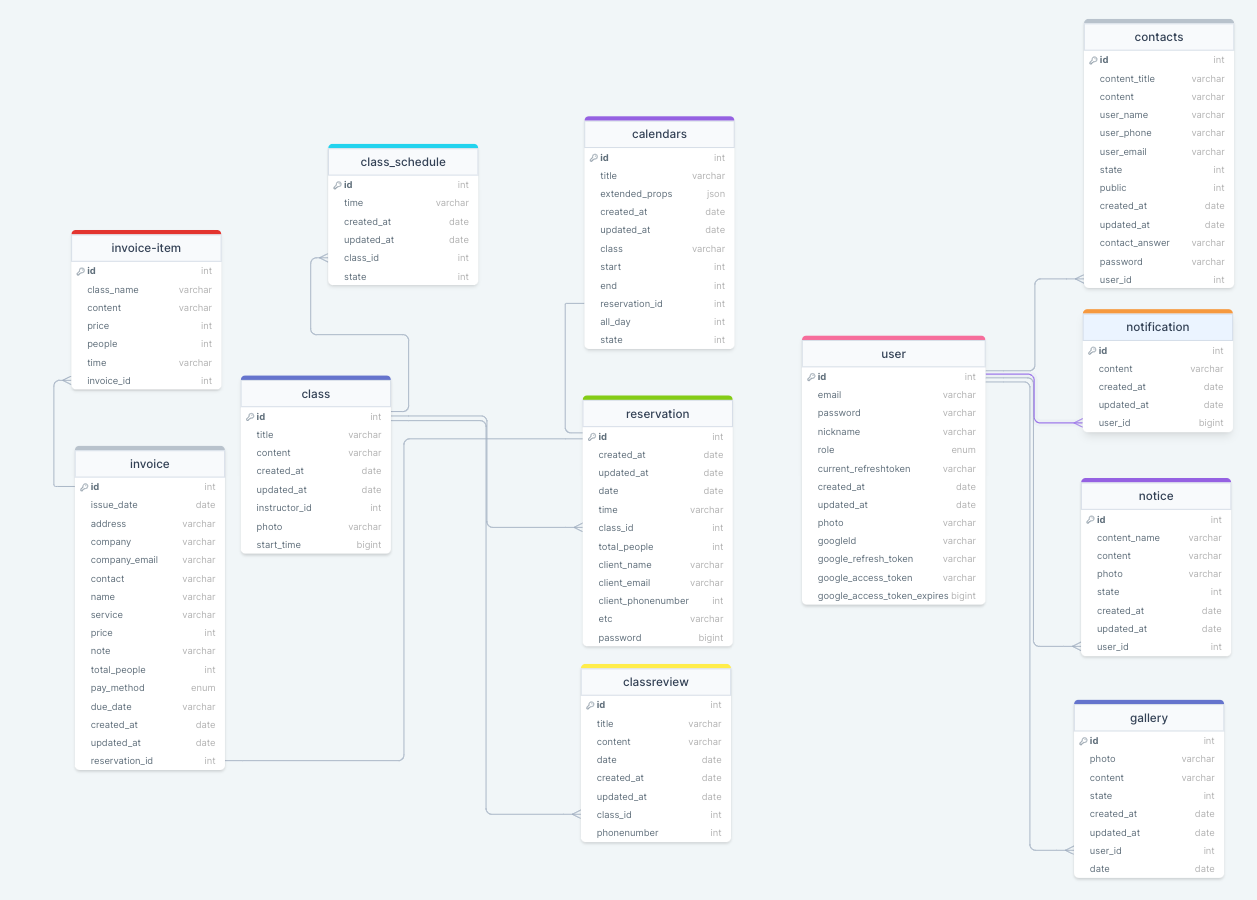 contacts
id int
content_title varchar
content varchar
user_name varchar
user_phone varchar
user_email varchar
state int
public int
created_at date
updated_at date
contact_answer varchar
password varchar
user_id int
calendars
id int
title varchar
extended_props json
created_at date
updated_at date
class varchar
start int
end int
reservation_id int
all_day int
state int
class_schedule
id int
time varchar
created_at date
updated_at date
class_id int
state int
invoice-item
id int
class_name varchar
content varchar
price int
people int
time varchar
invoice_id int
notification
id int
content varchar
created_at date
updated_at date
user_id bigint
user
id int
email varchar
password varchar
nickname varchar
role enum
current_refreshtoken varchar
created_at date
updated_at date
photo varchar
googleId varchar
google_refresh_token varchar
google_access_token varchar
google_access_token_expires bigint
class
id int
title varchar
content varchar
created_at date
updated_at date
instructor_id int
photo varchar
start_time bigint
reservation
id int
created_at date
updated_at date
date date
time varchar
class_id int
total_people int
client_name varchar
client_email varchar
client_phonenumber int
etc varchar
password bigint
invoice
id int
issue_date date
address varchar
company varchar
company_email varchar
contact varchar
name varchar
service varchar
price int
note varchar
total_people int
pay_method enum
due_date varchar
created_at date
updated_at date
reservation_id int
notice
id int
content_name varchar
content varchar
photo varchar
state int
created_at date
updated_at date
user_id int
classreview
id int
title varchar
content varchar
date date
created_at date
updated_at date
class_id int
phonenumber int
gallery
id int
photo varchar
content varchar
state int
created_at date
updated_at date
user_id int
date date